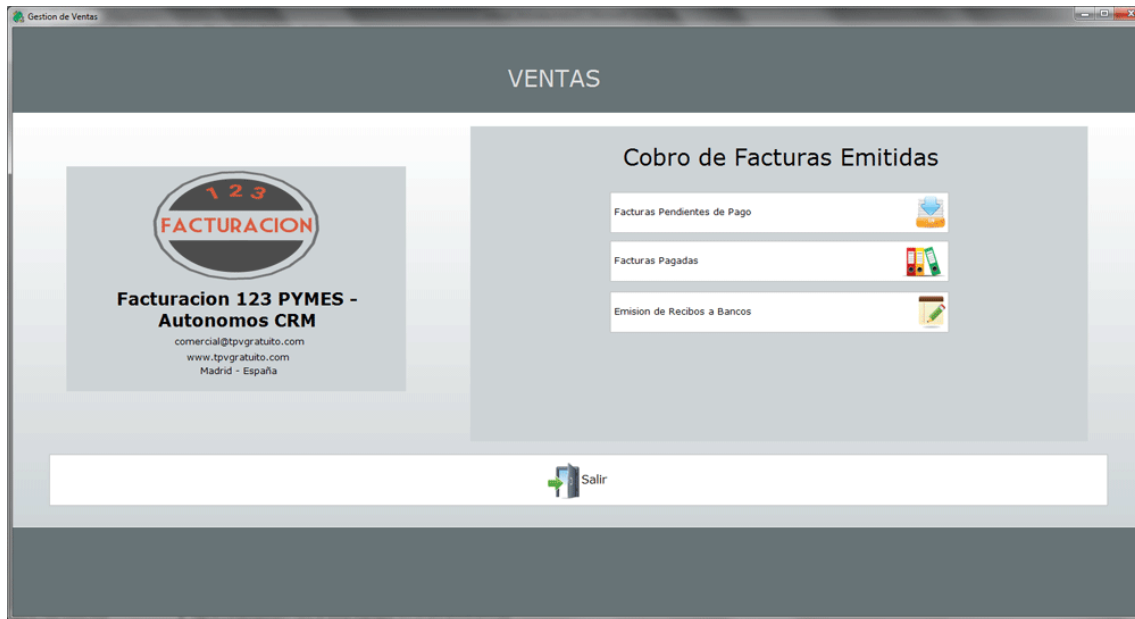 Gestion de Ventas
VENTAS
1 2 3
FACTURACION
Facturacion 123 PYMES -
Autonomos CRM
comercial@tpvgratuito.com
www.tpvgratuito.com
Madrid - España
Cobro de Facturas Emitidas
Facturas Pendientes de Pago
Facturas Pagadas
Emision de Recibos a Bancos
Salir